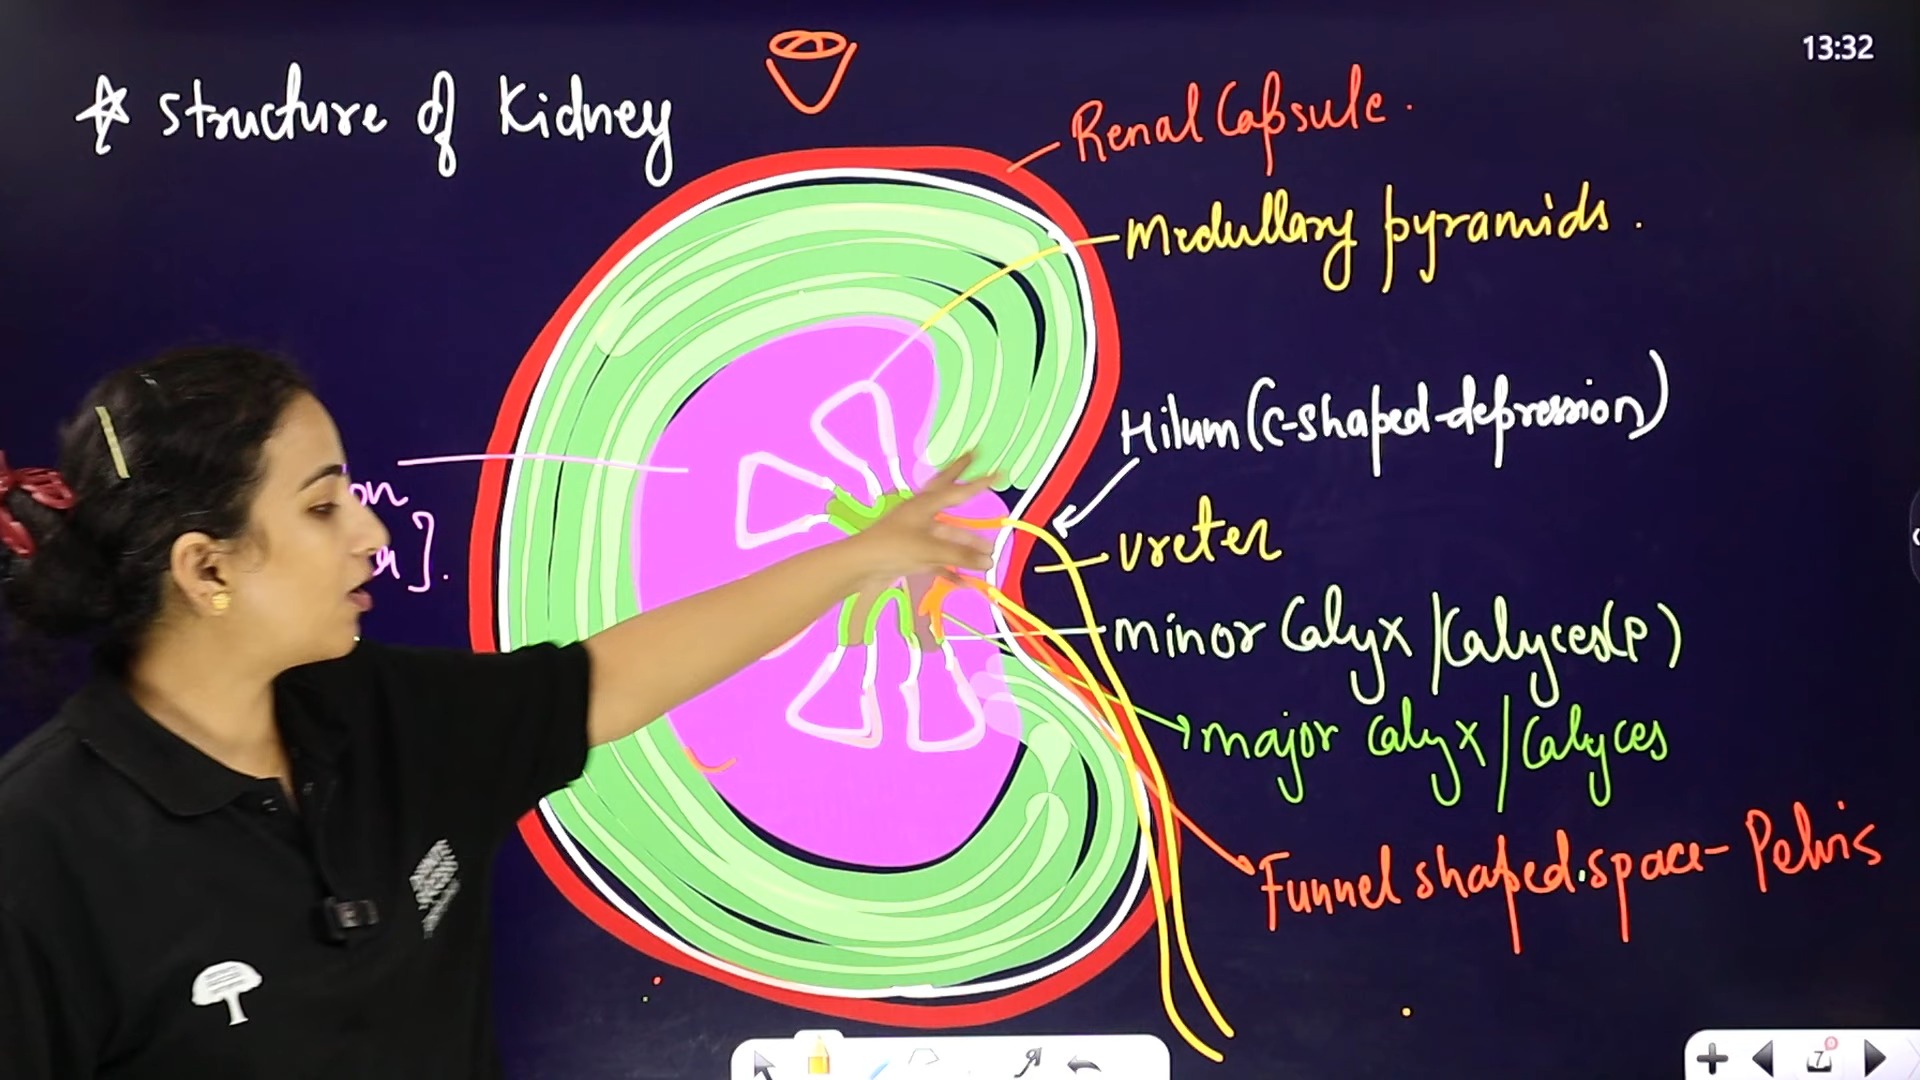 13:32
☆ Structure of Kidney
Renal Capsule.
Medullary pyramids.
Hilum (C-shaped-depression)
ureter
minor Calyx / Calyces(P)
major Calyx / Calyces
Funnel shaped space - Pelvis
7